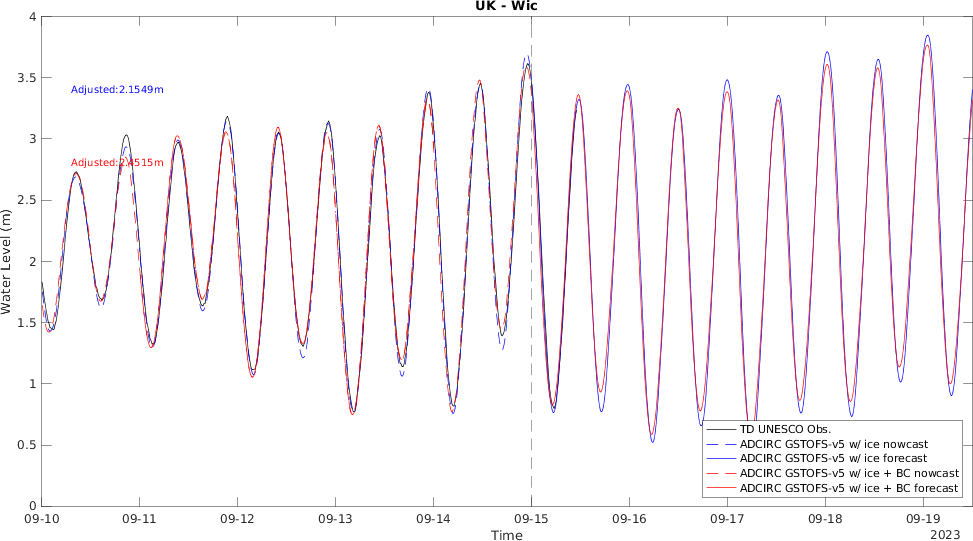 UK - Wic
4
3.5
3
2.5
2
1.5
1
0.5
0
Water Level (m)
Adjusted:2.1549m
Adjusted:2.4515m
TD UNESCO Obs.
ADCIRC GSTOFS-v5 w/ ice nowcast
ADCIRC GSTOFS-v5 w/ ice forecast
ADCIRC GSTOFS-v5 w/ ice + BC nowcast
ADCIRC GSTOFS-v5 w/ ice + BC forecast
09-10 09-11 09-12 09-13 09-14 09-15 09-16 09-17 09-18 09-19
Time
2023